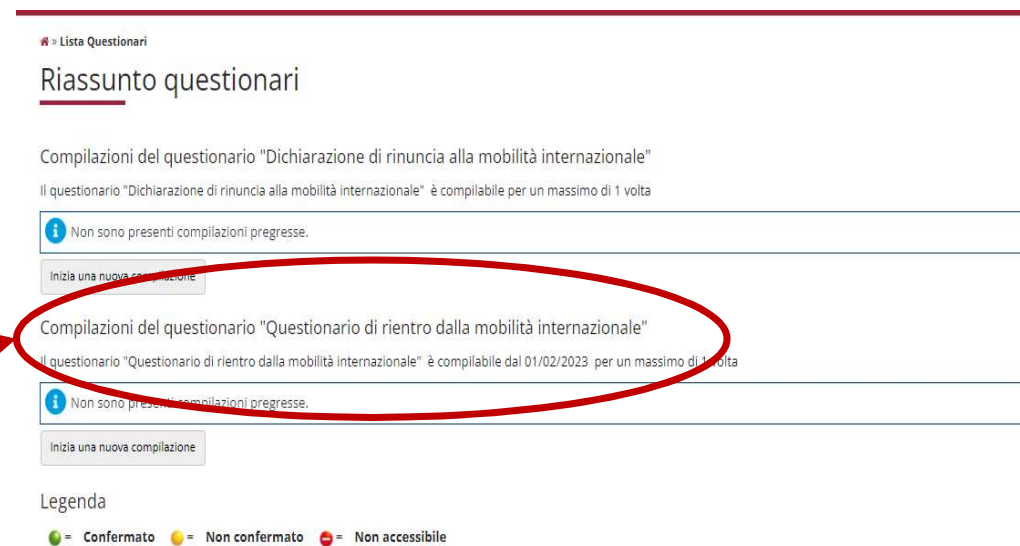 » Lista Questionari
Riassunto questionari
Compilazioni del questionario "Dichiarazione di rinuncia alla mobilità internazionale"
Il questionario "Dichiarazione di rinuncia alla mobilità internazionale" è compilabile per un massimo di 1 volta
Non sono presenti compilazioni pregresse.
Inizia una nuova compilazione
Compilazioni del questionario "Questionario di rientro dalla mobilità internazionale"
Il questionario "Questionario di rientro dalla mobilità internazionale" è compilabile dal 01/02/2023 per un massimo di 1 volta
Non sono presenti compilazioni pregresse.
Inizia una nuova compilazione
Legenda
= Confermato = Non confermato = Non accessibile